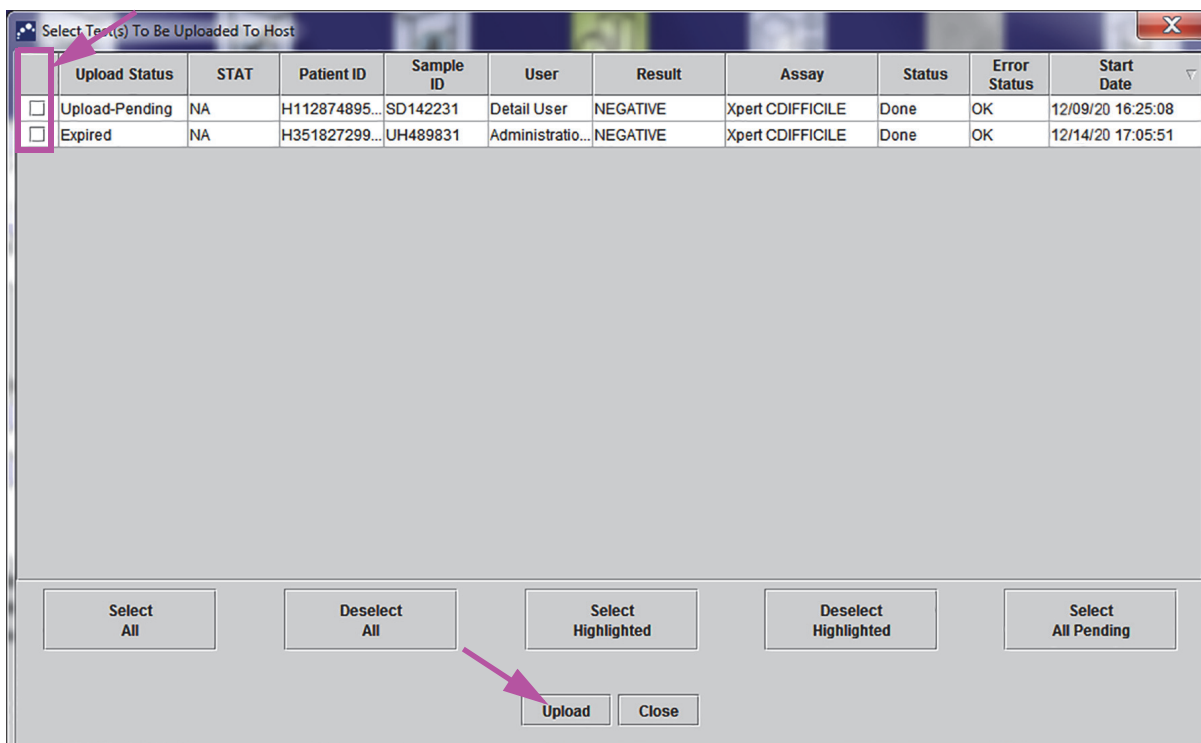 Select Test(s) To Be Uploaded To Host
Upload Status STAT Patient ID Sample ID User Result Assay Status Error Status Start Date
Upload-Pending NA H112874895... SD142231 Detail User NEGATIVE Xpert CDIFFICILE Done OK 12/09/20 16:25:08
Expired NA H351827299... UH489831 Administratio... NEGATIVE Xpert CDIFFICILE Done OK 12/14/20 17:05:51
Select All
Deselect All
Select Highlighted
Deselect Highlighted
Select All Pending
Upload Close